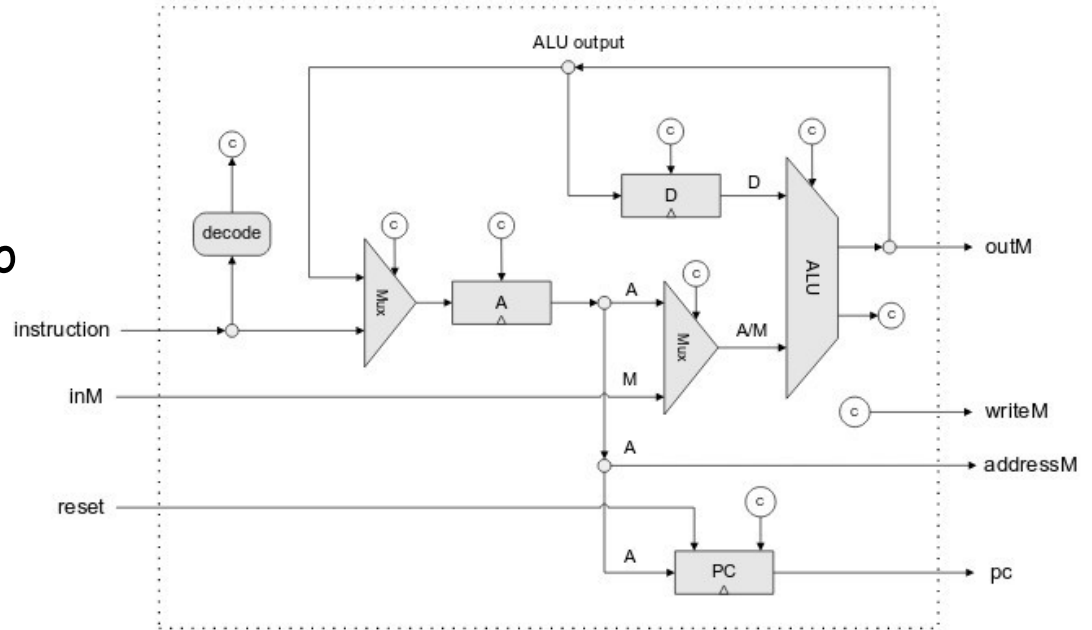 ALU output
c
c
c
D
D
decode
c
c
c
p
Mux
A
A
Mux
A/M
ALU
outM
c
instruction
inM
M
c
writeM
A
addressM
reset
c
A
PC
pc